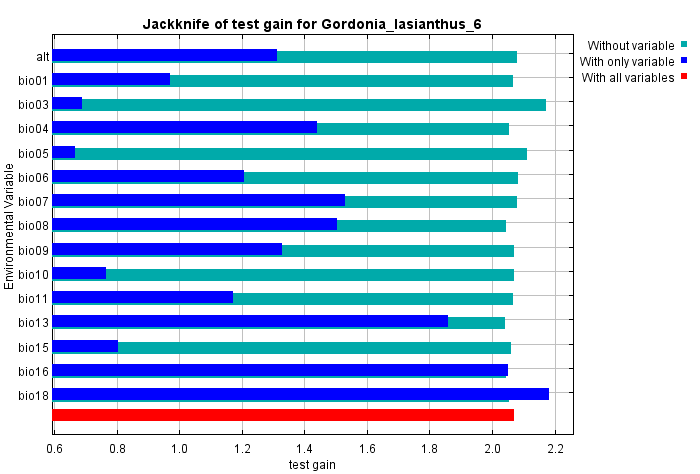 Jackknife of test gain for Gordonia_lasianthus_6
Without variable
With only variable
With all variables
Environmental Variable
alt
bio01
bio03
bio04
bio05
bio06
bio07
bio08
bio09
bio10
bio11
bio13
bio15
bio16
bio18
0.6 0.8 1.0 1.2 1.4 1.6 1.8 2.0 2.2
test gain